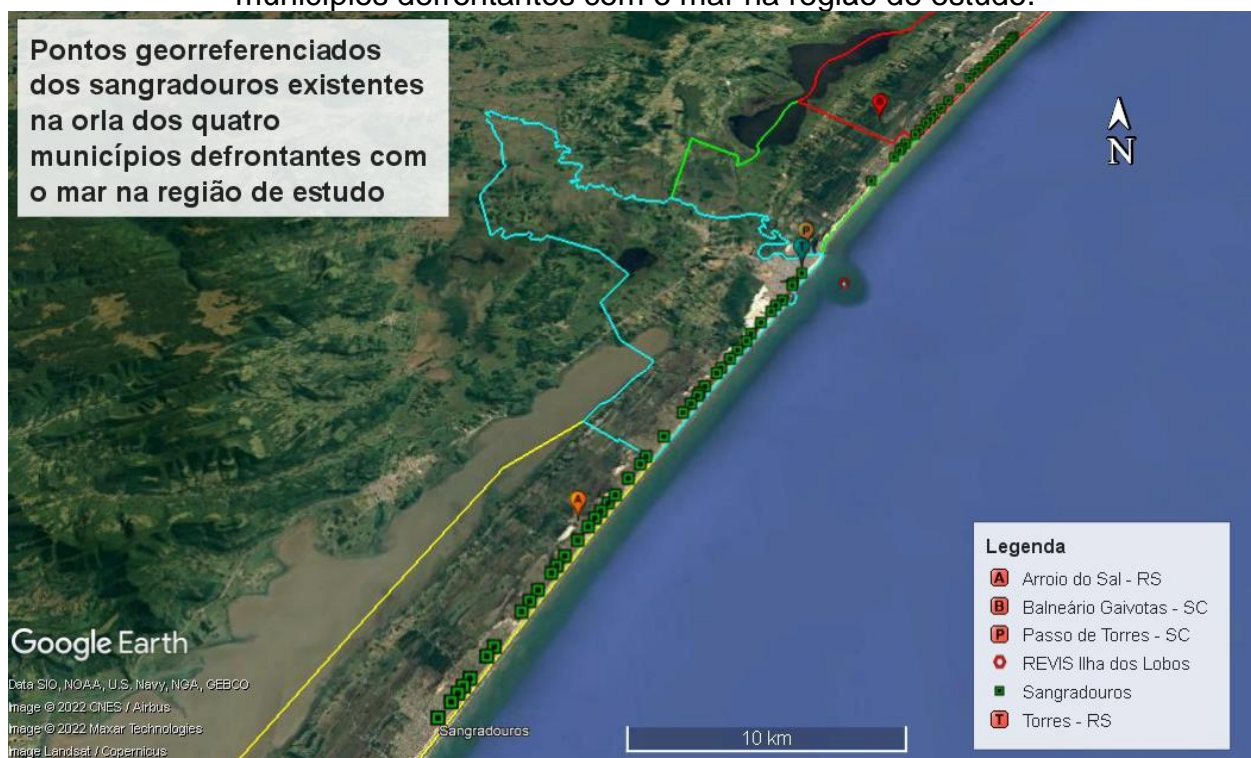 municípios defrontantes com o mar na região de estudo.
Pontos georreferenciados
dos sangradouros existentes
na orla dos quatro
municípios defrontantes com
o mar na região de estudo
N
P
T
A
Legenda
A Arroio do Sal - RS
B Balneário Gaivotas - SC
P Passo de Torres - SC
REVIS Ilha dos Lobos
Sangradouros
T Torres - RS
Google Earth
Data SIO, NOAA, U.S. Navy, NGA, GEBCO
Image © 2022 CNES / Airbus
Image © 2022 Maxar Technologies
Image Landsat / Copernicus
Sangradouros
10 km